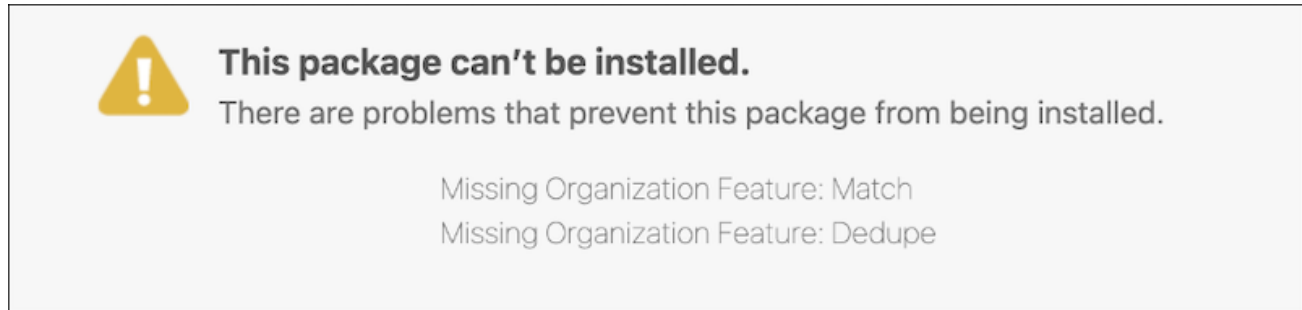 This package can't be installed.
There are problems that prevent this package from being installed.
Missing Organization Feature: Match
Missing Organization Feature: Dedupe